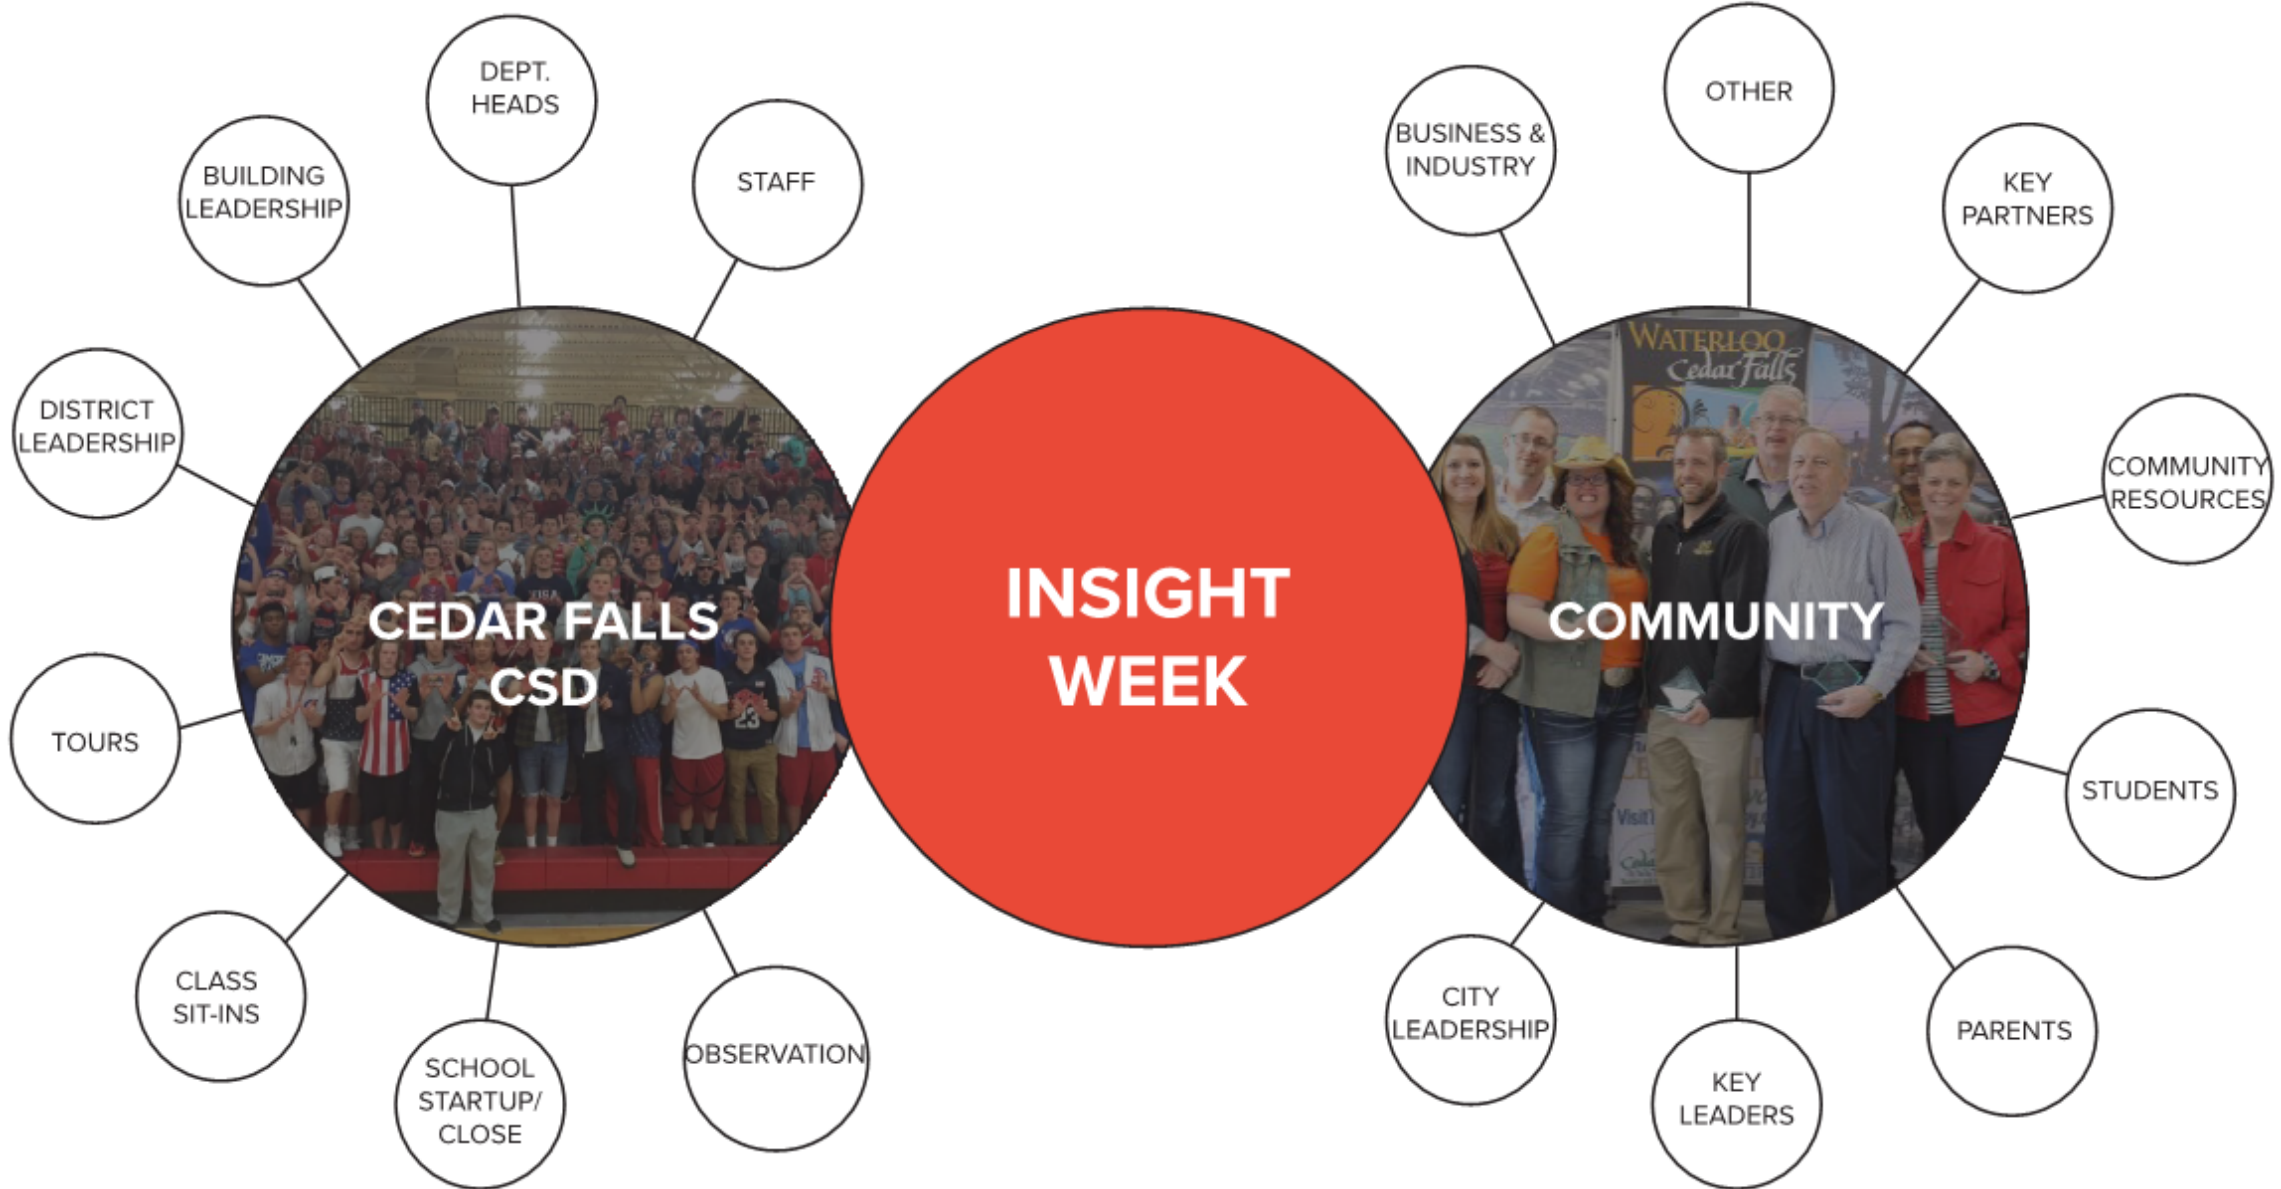 DEPT.
HEADS
STAFF
BUILDING
LEADERSHIP
DISTRICT
LEADERSHIP
TOURS
CLASS
SIT-INS
SCHOOL
STARTUP/
CLOSE
OBSERVATION
CEDAR FALLS
CSD
23
INSIGHT
WEEK
COMMUNITY
WATERLOO
Cedar Falls
BUSINESS &
INDUSTRY
OTHER
KEY
PARTNERS
COMMUNITY
RESOURCES
STUDENTS
PARENTS
KEY
LEADERS
CITY
LEADERSHIP